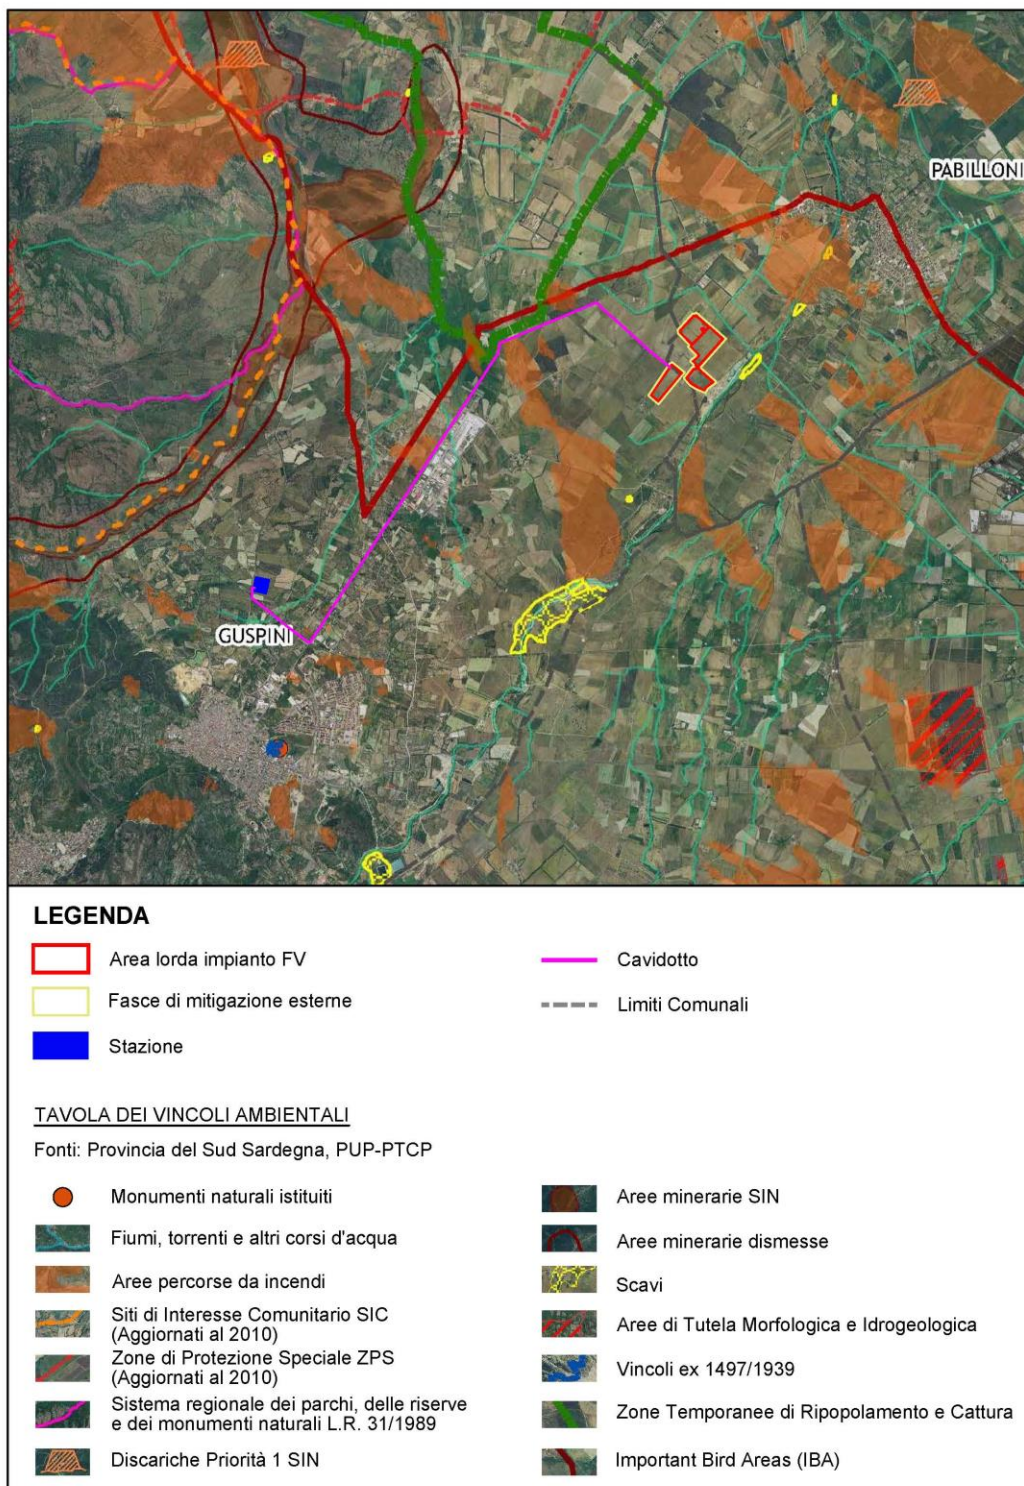 PABILLONI
GUSPINI
LEGENDA
Area lorda impianto FV
Cavidotto
Fasce di mitigazione esterne
Limiti Comunali
Stazione
TAVOLA DEI VINCOLI AMBIENTALI
Fonti: Provincia del Sud Sardegna, PUP-PTCP
Monumenti naturali istituiti
Fiumi, torrenti e altri corsi d'acqua
Aree percorse da incendi
Siti di Interesse Comunitario SIC
(Aggiornati al 2010)
Zone di Protezione Speciale ZPS
(Aggiornati al 2010)
Sistema regionale dei parchi, delle riserve
e dei monumenti naturali L.R. 31/1989
Discariche Priorità 1 SIN
Aree minerarie SIN
Aree minerarie dismesse
Scavi
Aree di Tutela Morfologica e Idrogeologica
Vincoli ex 1497/1939
Zone Temporanee di Ripopolamento e Cattura
Important Bird Areas (IBA)